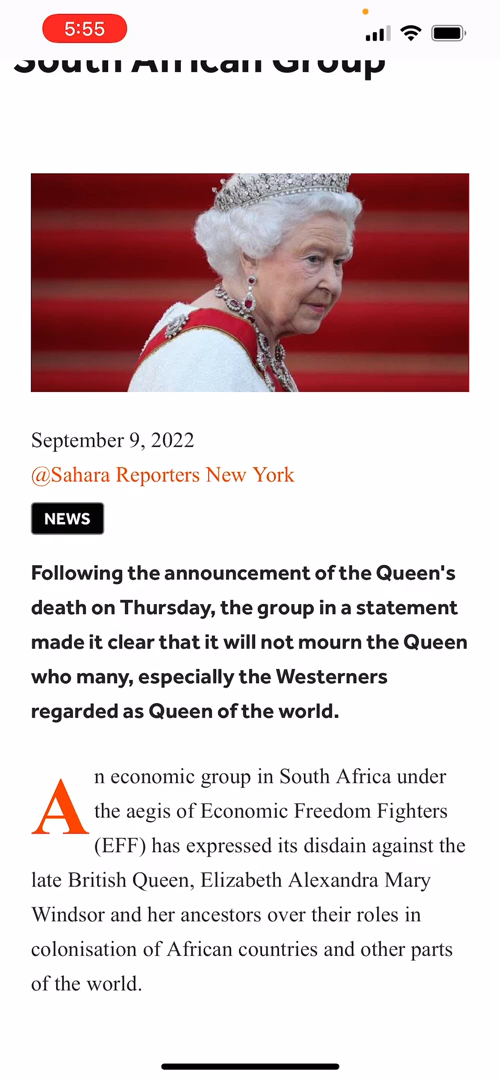 5:55
South African Group
September 9, 2022
@Sahara Reporters New York
NEWS
Following the announcement of the Queen's
death on Thursday, the group in a statement
made it clear that it will not mourn the Queen
who many, especially the Westerners
regarded as Queen of the world.
An economic group in South Africa under
the aegis of Economic Freedom Fighters
(EFF) has expressed its disdain against the
late British Queen, Elizabeth Alexandra Mary
Windsor and her ancestors over their roles in
colonisation of African countries and other parts
of the world.